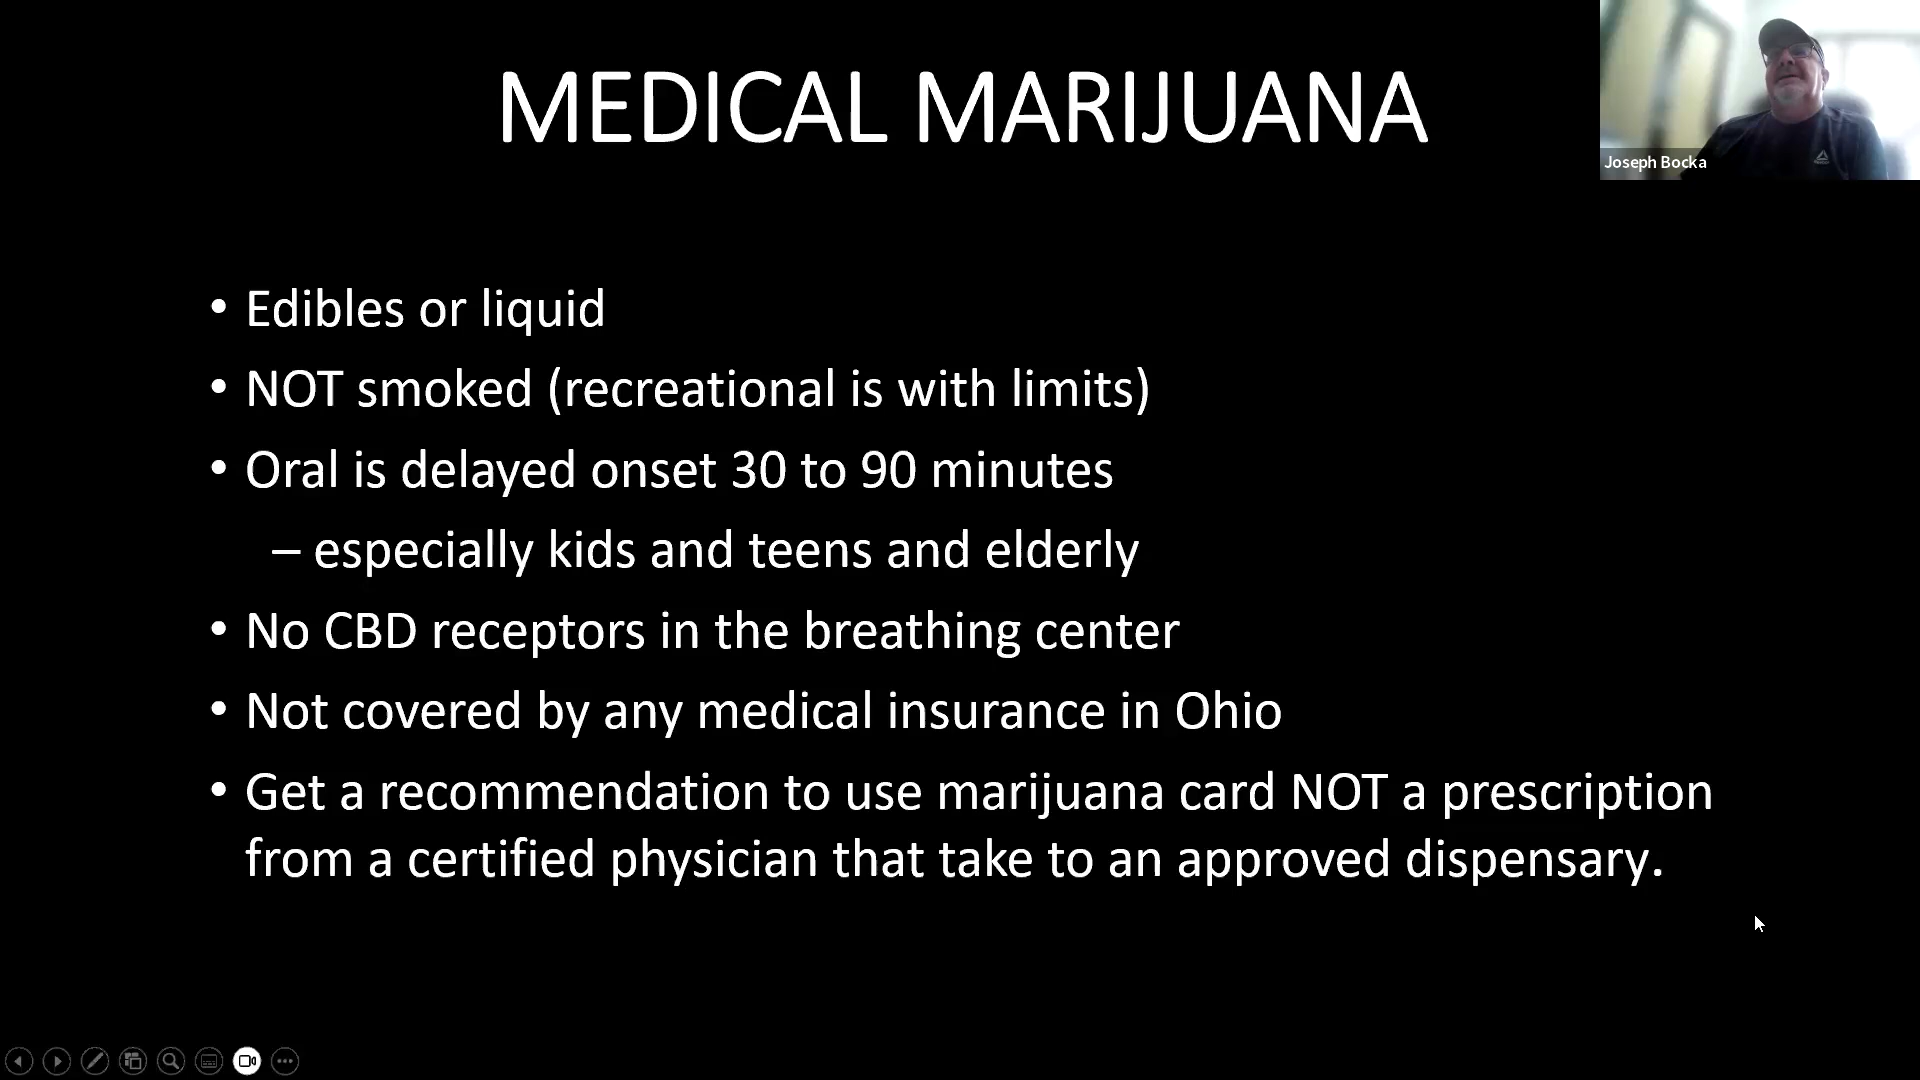 MEDICAL MARIJUANA
Joseph Bocka
• Edibles or liquid
• NOT smoked (recreational is with limits)
• Oral is delayed onset 30 to 90 minutes
– especially kids and teens and elderly
• No CBD receptors in the breathing center
• Not covered by any medical insurance in Ohio
• Get a recommendation to use marijuana card NOT a prescription
from a certified physician that take to an approved dispensary.